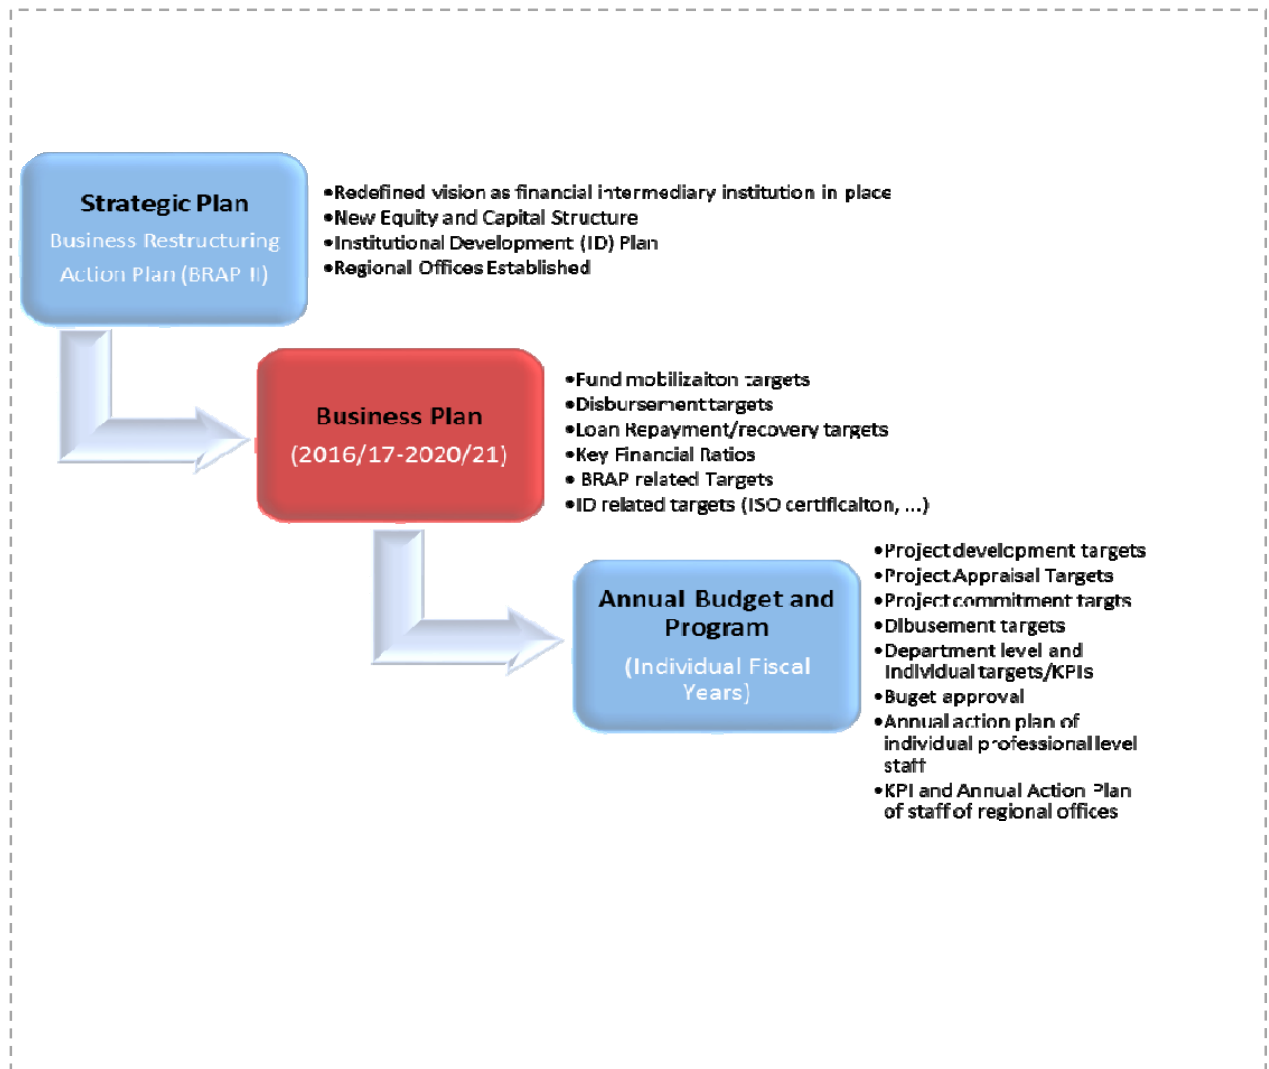 Strategic Plan
Business Restructuring
Action Plan (BRAP II)
•Redefined vision as financial intermediary institution in place
•New Equity and Capital Structure
•Institutional Development (ID) Plan
•Regional Offices Established
Business Plan
(2016/17-2020/21)
•Fund mobilizaiton targets
•Disbursement targets
•Loan Repayment/recovery targets
•Key Financial Ratios
• BRAP related Targets
•ID related targets (ISO certificaiton, ...)
Annual Budget and
Program
(Individual Fiscal
Years)
•Project development targets
•Project Appraisal Targets
•Project commitment targts
•Dibusement targets
•Department level and
Individual targets/KPIs
•Buget approval
•Annual action plan of
individual professional level
staff
•KPI and Annual Action Plan
of staff of regional offices